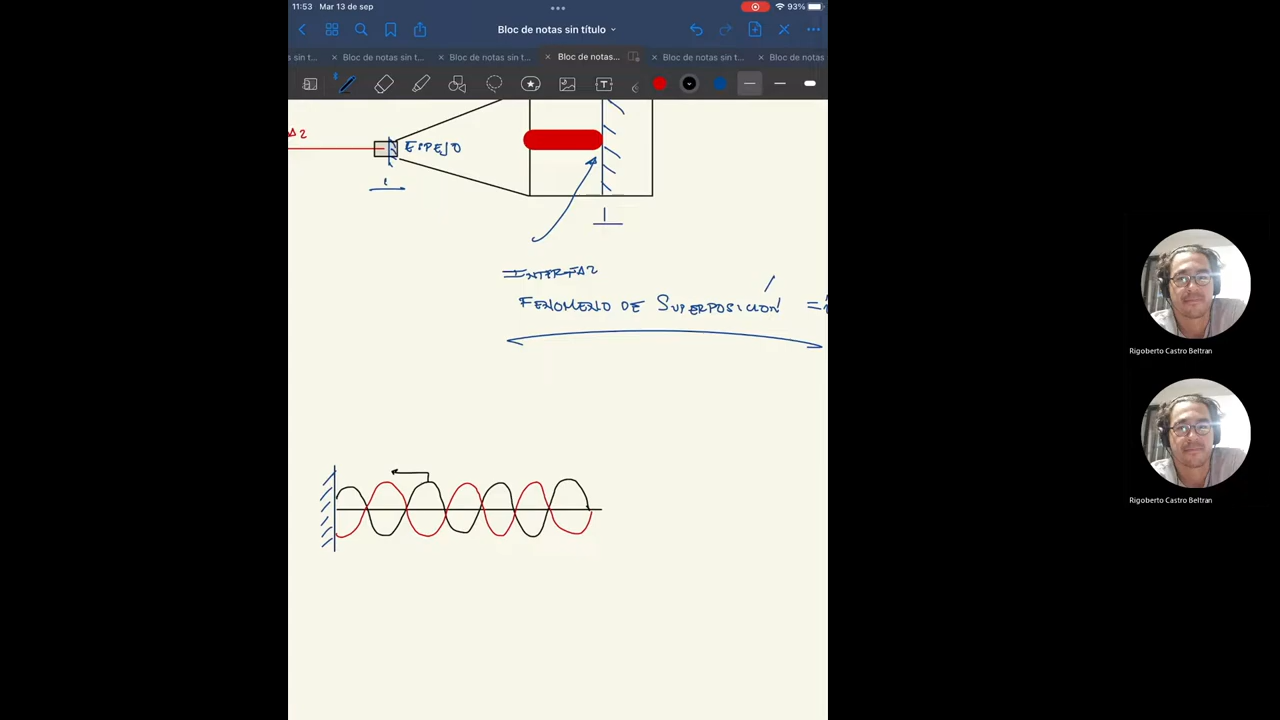 11:53 Mar 13 de sep
93%
Bloc de notas sin título
s sin t...
Bloc de notas sin t...
Bloc de notas sin t...
Bloc de notas...
Bloc de notas sin t...
Bloc de notas
T
ESPEJO
INTERFAZ
FENOMENO DE SUPERPOSICIÓN =
Rigoberto Castro Beltran
Rigoberto Castro Beltran